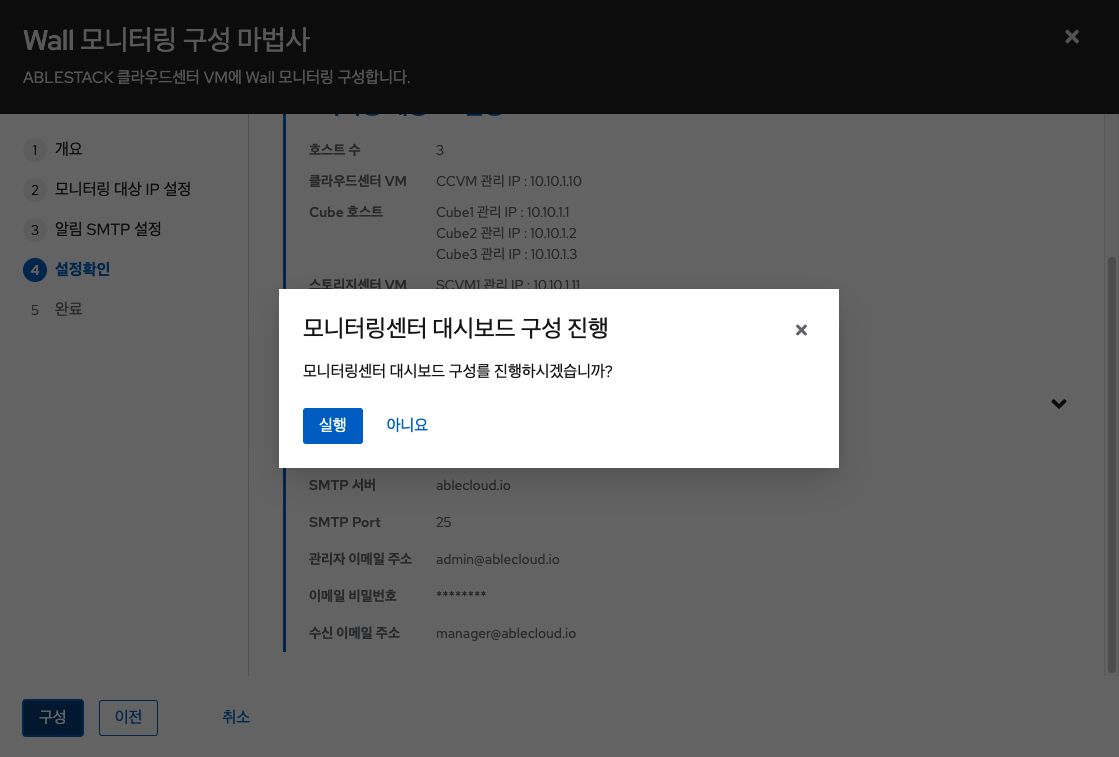 Wall 모니터링 구성 마법사
ABLESTACK 클라우드센터 VM에 Wall 모니터링 구성합니다.
1 개요
2 모니터링 대상 IP 설정
3 알림 SMTP 설정
4 설정확인
5 완료
호스트 수 3
클라우드센터 VM CCVM 관리 IP : 10.10.1.10
Cube 호스트 Cube1 관리 IP : 10.10.1.1
Cube2 관리 IP : 10.10.1.2
Cube3 관리 IP : 10.10.1.3
스토리지센터 VM SCVM1 관리 IP : 10.10.1.11
모니터링센터 대시보드 구성 진행
모니터링센터 대시보드 구성를 진행하시겠습니까?
실행 아니요
SMTP 서버 ablecloud.io
SMTP Port 25
관리자 이메일 주소 admin@ablecloud.io
이메일 비밀번호 ********
수신 이메일 주소 manager@ablecloud.io
구성 이전 취소